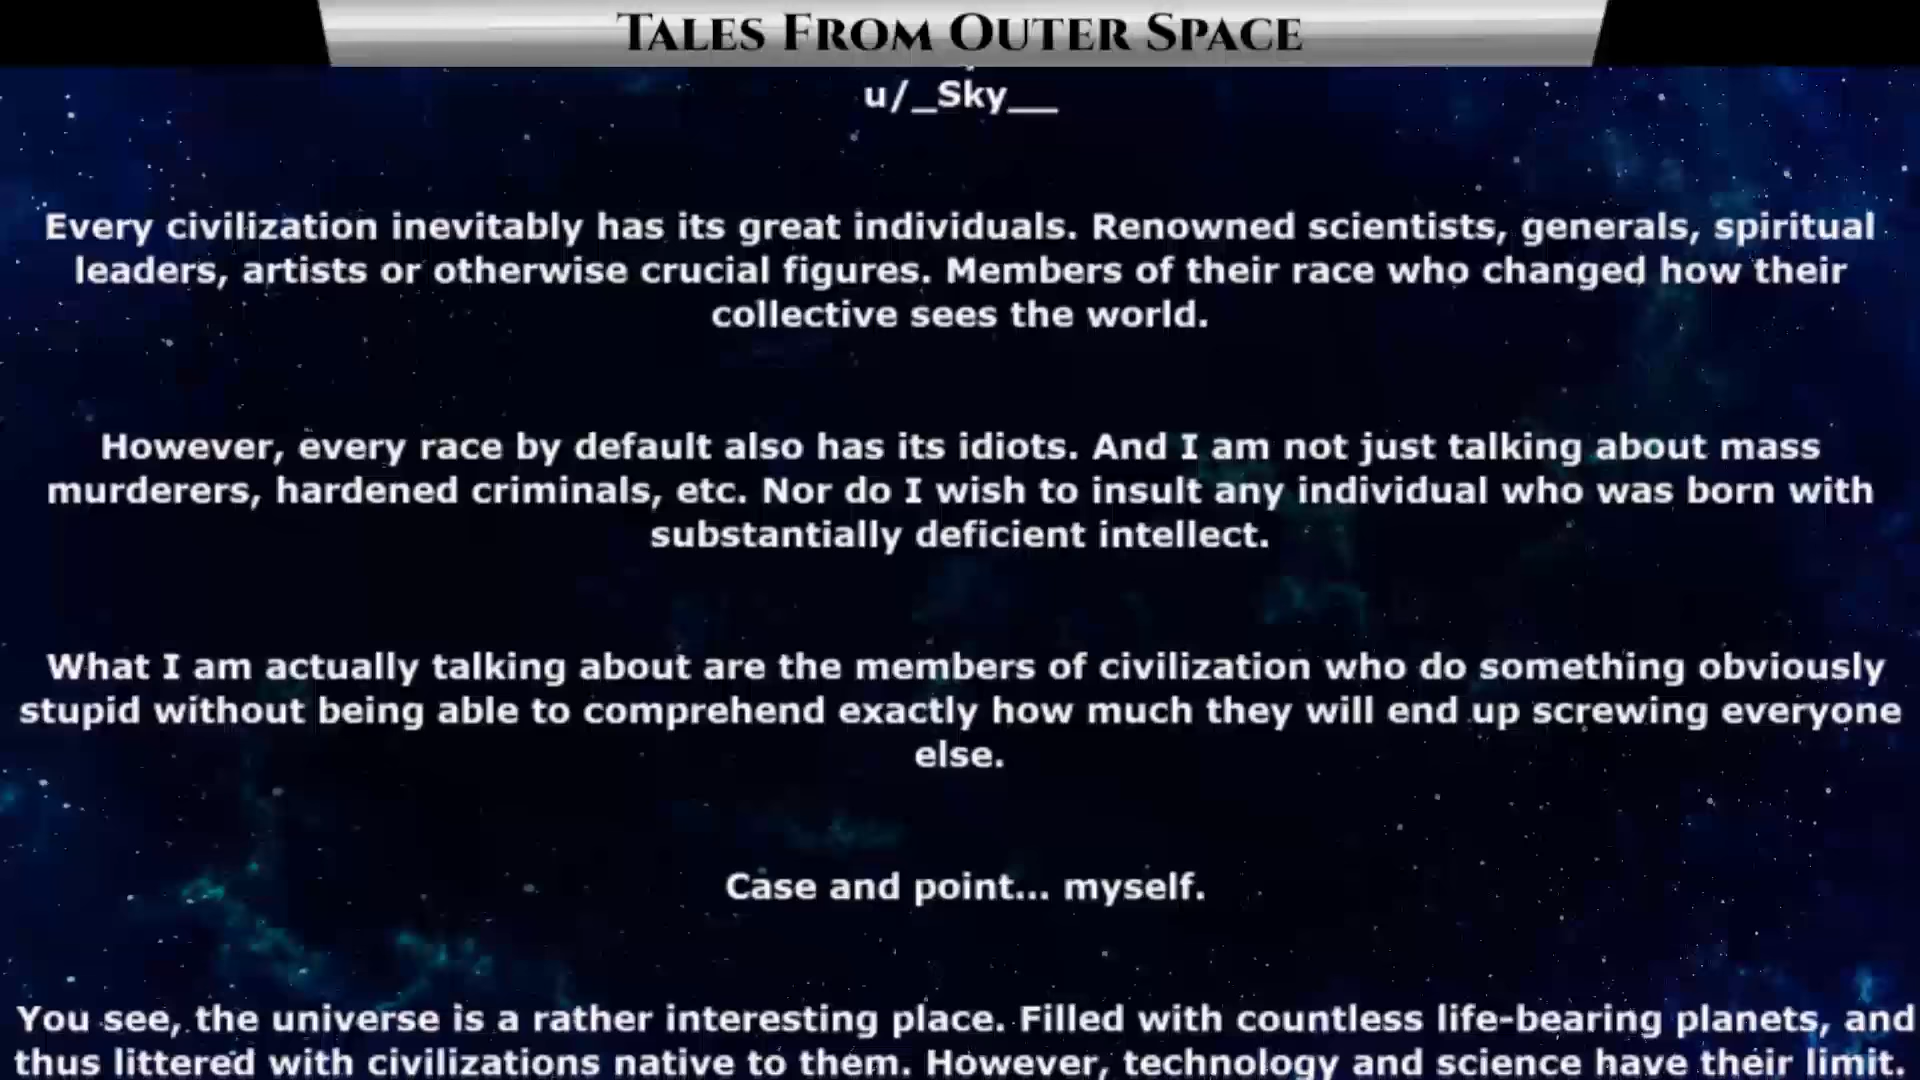 Tales From Outer Space
u/_Sky__
Every civilization inevitably has its great individuals. Renowned scientists, generals, spiritual
leaders, artists or otherwise crucial figures. Members of their race who changed how their
collective sees the world.
However, every race by default also has its idiots. And I am not just talking about mass
murderers, hardened criminals, etc. Nor do I wish to insult any individual who was born with
substantially deficient intellect.
What I am actually talking about are the members of civilization who do something obviously
stupid without being able to comprehend exactly how much they will end up screwing everyone
else.
Case and point... myself.
You see, the universe is a rather interesting place. Filled with countless life-bearing planets, and
thus littered with civilizations native to them. However, technology and science have their limit.